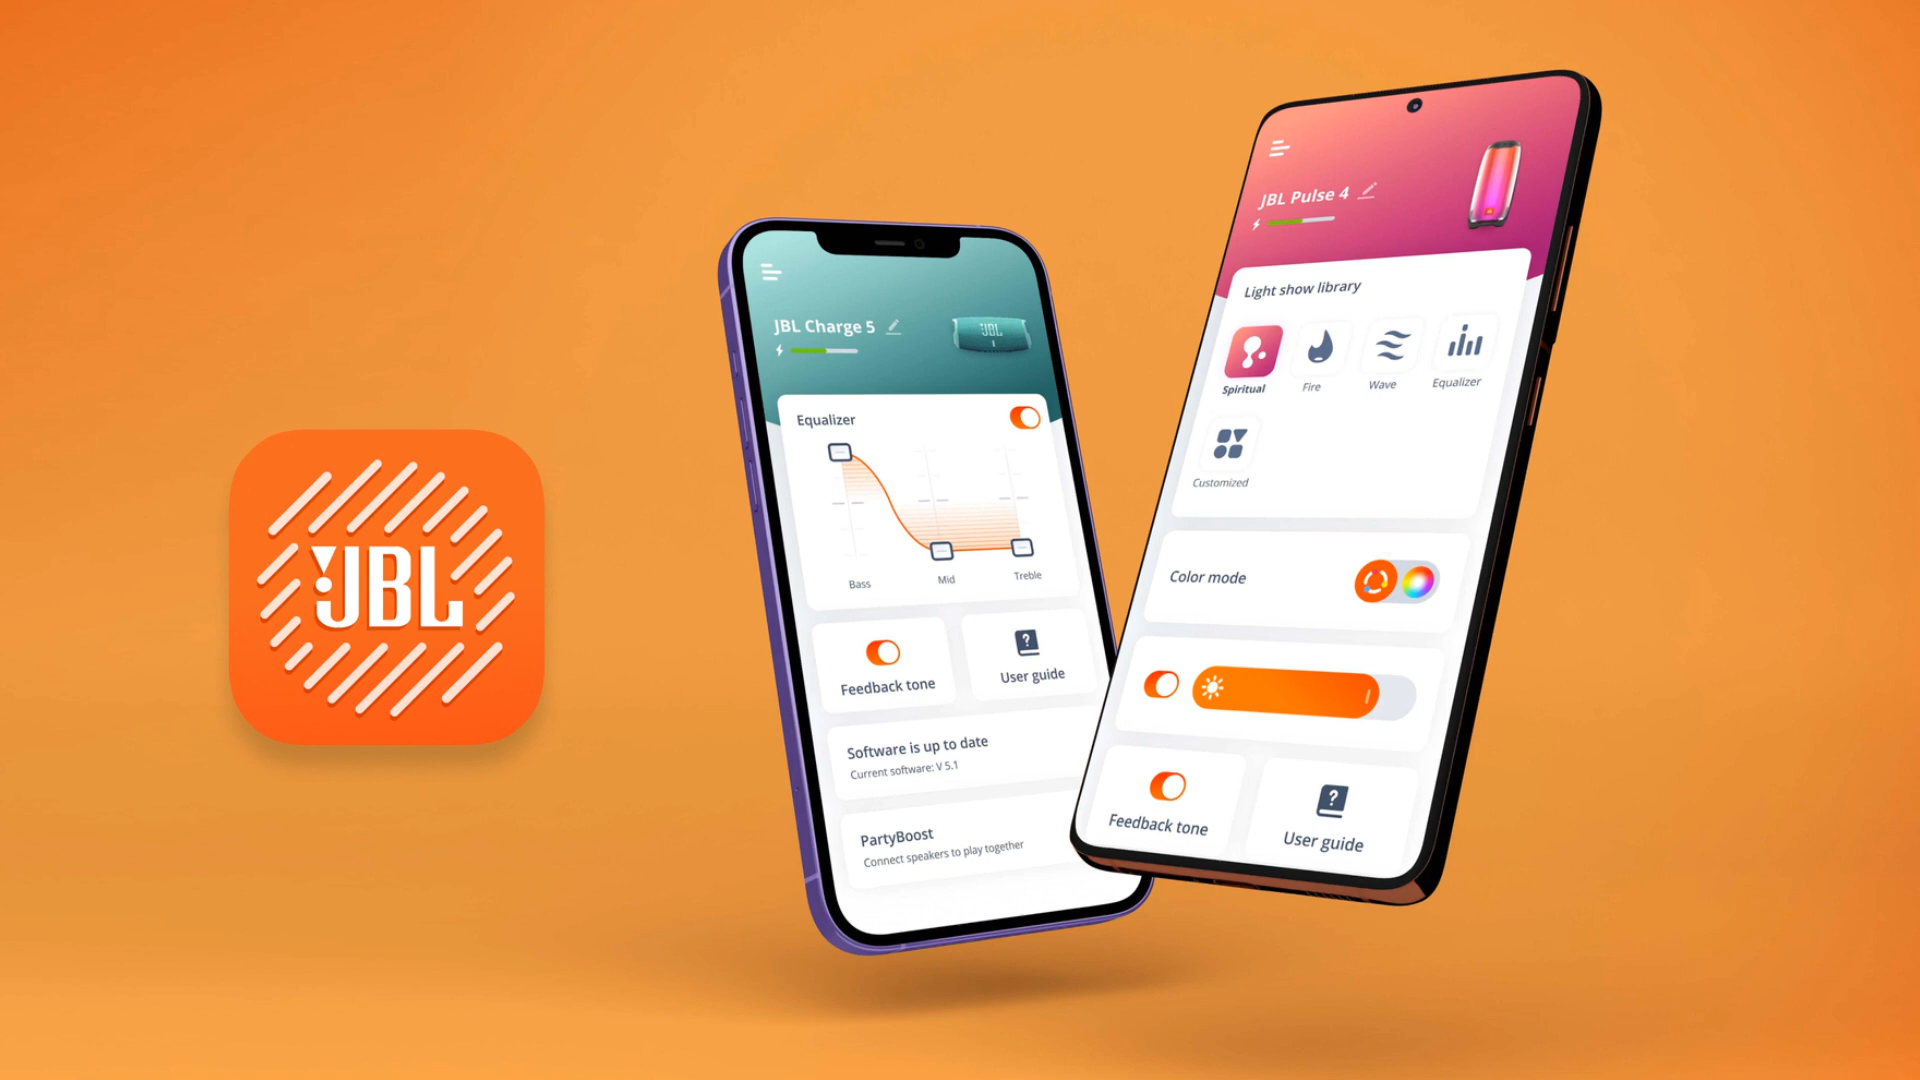 JBL
JBL Charge 5
JBL
Equalizer
Bass
Mid
Treble
Feedback tone
User guide
Software is up to date
Current software: V 5.1
PartyBoost
Connect speakers to play together
JBL Pulse 4
Light show library
Spiritual
Fire
Wave
Equalizer
Customized
Color mode
Feedback tone
User guide